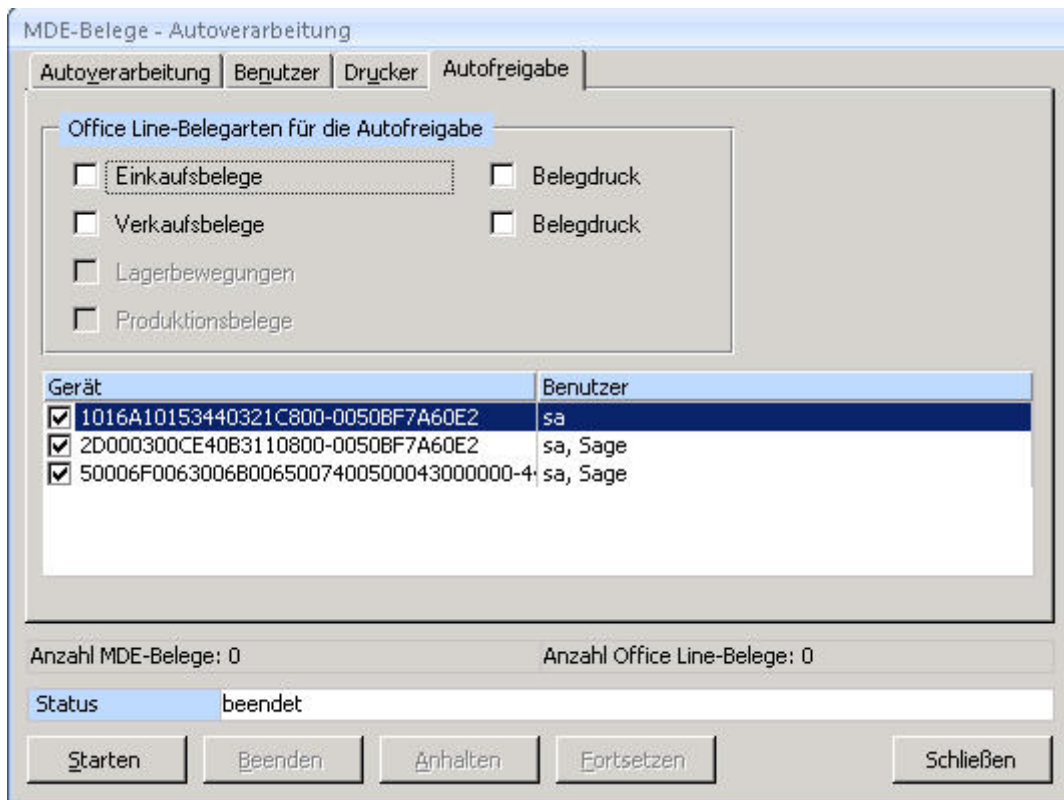 MDE-Belege - Autoverarbeitung
Autoverarbeitung Benutzer Drucker Autofreigabe
Office Line-Belegarten für die Autofreigabe
Einkaufsbelege Belegdruck
Verkaufsbelege Belegdruck
Lagerbewegungen
Produktionsbelege
Gerät Benutzer
1016A10153440321C800-0050BF7A60E2 sa
2D000300CE40B3110800-0050BF7A60E2 sa, Sage
50006F0063006B006500740050004300​0000-4 sa, Sage
Anzahl MDE-Belege: 0 Anzahl Office Line-Belege: 0
Status beendet
Starten Beenden Anhalten Fortsetzen Schließen